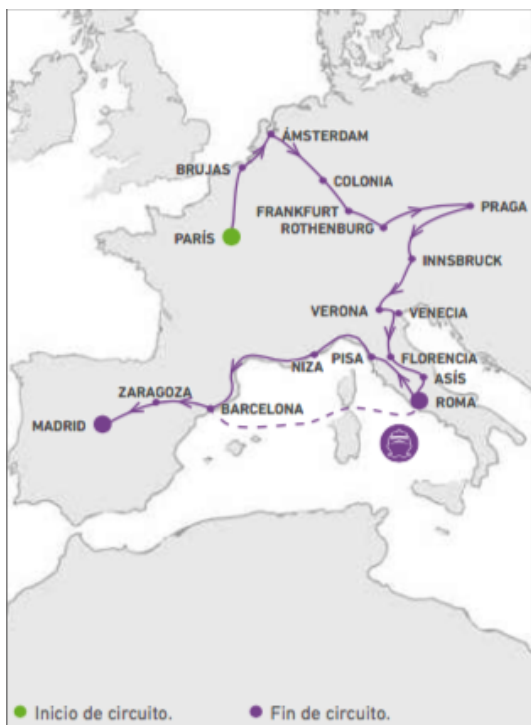 ÁMSTERDAM
BRUJAS
COLONIA
FRANKFURT
PRAGA
ROTHENBURG
PARÍS
INNSBRUCK
VERONA
VENECIA
NIZA
PISA
FLORENCIA
ASÍS
ZARAGOZA
BARCELONA
ROMA
MADRID
Inicio de circuito.
Fin de circuito.